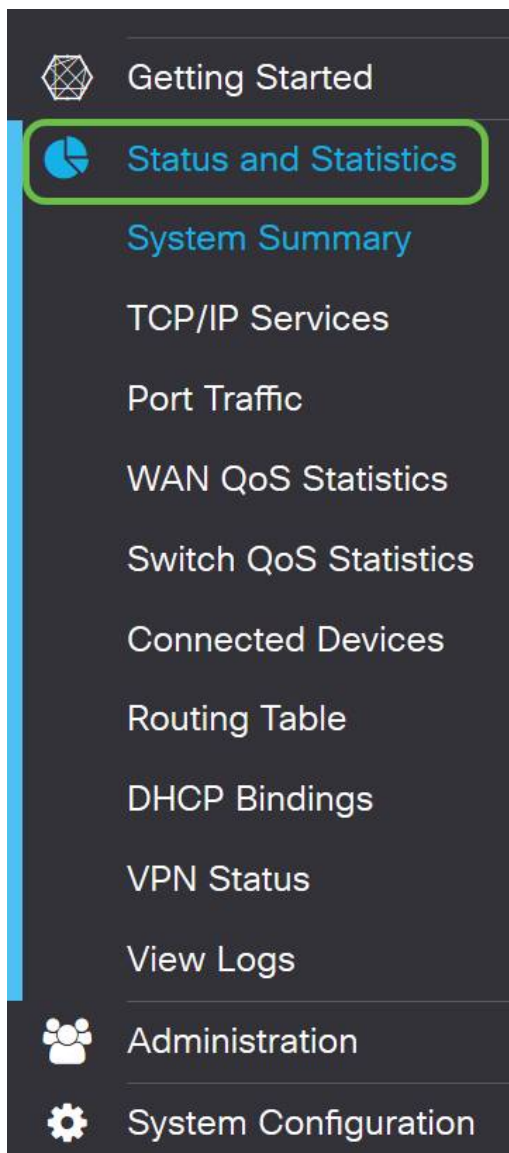 Getting Started
Status and Statistics
System Summary
TCP/IP Services
Port Traffic
WAN QoS Statistics
Switch QoS Statistics
Connected Devices
Routing Table
DHCP Bindings
VPN Status
View Logs
Administration
System Configuration